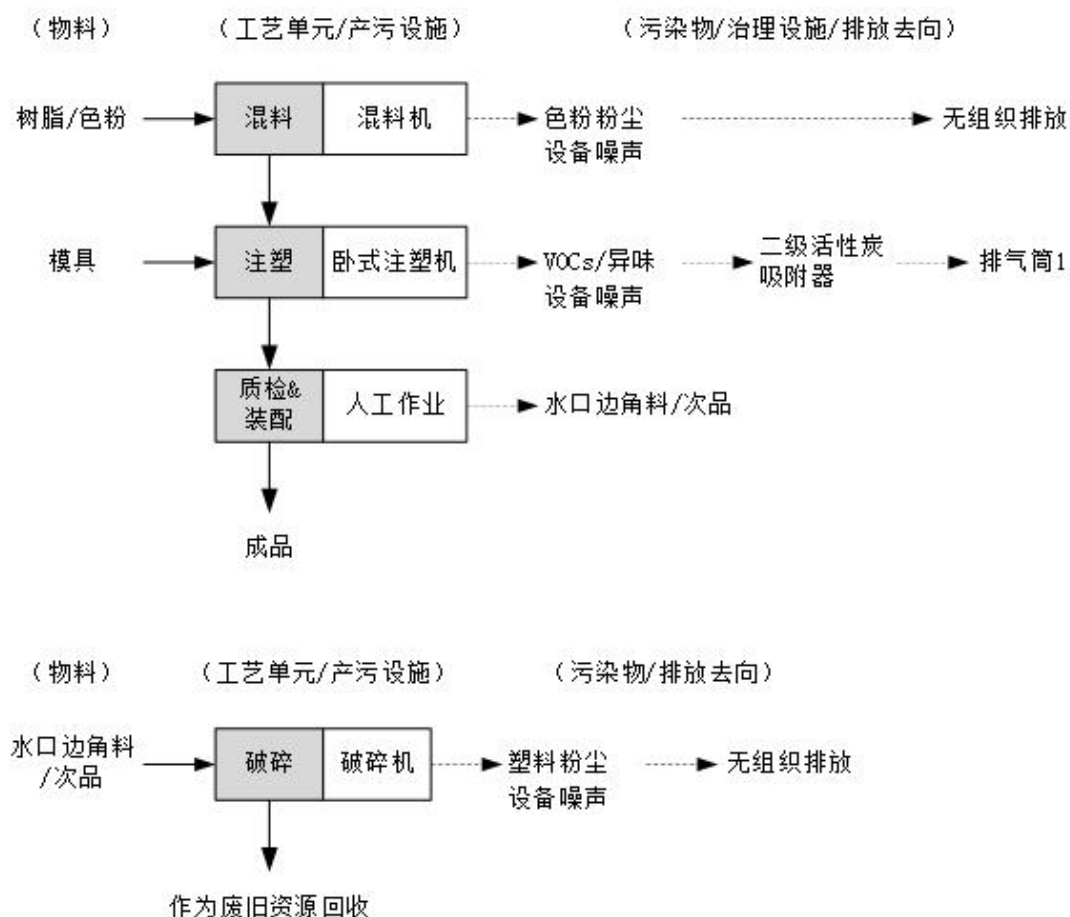 （物料）
（工艺单元/产污设施）
（污染物/治理设施/排放去向）
树脂/色粉
混料
混料机
色粉粉尘
设备噪声
无组织排放
模具
注塑
卧式注塑机
VOCs/异味
设备噪声
二级活性炭
吸附器
排气筒1
质检&
装配
人工作业
水口边角料/次品
成品
（物料）
（工艺单元/产污设施）
（污染物/排放去向）
水口边角料
/次品
破碎
破碎机
塑料粉尘
设备噪声
无组织排放
作为废旧资源回收